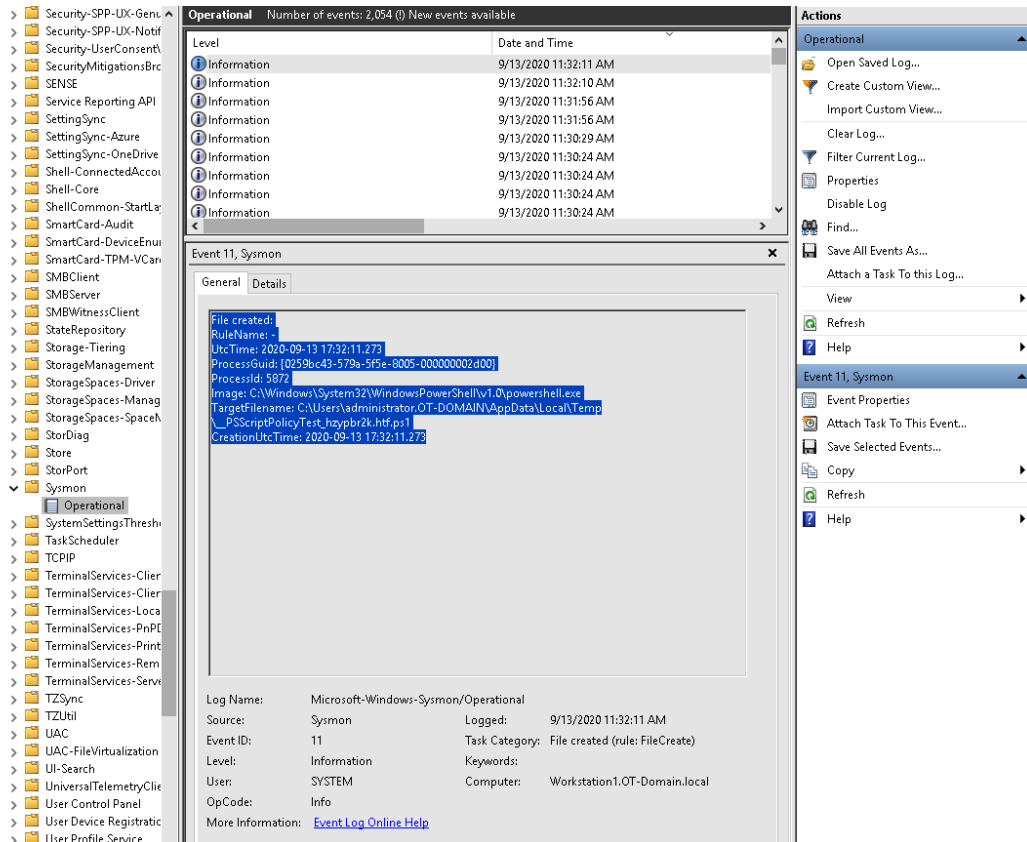 Security-SPP-UX-Genu
Security-SPP-UX-Notif
Security-UserConsent\
SecurityMitigationsBro
SENSE
Service Reporting API
SettingSync
SettingSync-Azure
SettingSync-OneDrive
Shell-ConnectedAccou
Shell-Core
ShellCommon-StartLa
SmartCard-Audit
SmartCard-DeviceEnu
SmartCard-TPM-VCar
SMBClient
SMBServer
SMBWitnessClient
StateRepository
Storage-Tiering
StorageManagement
StorageSpaces-Driver
StorageSpaces-Manag
StorageSpaces-Space
StorDiag
Store
StorPort
Sysmon
Operational
SystemSettingsThresh
TaskScheduler
TCPIP
TerminalServices-Clier
TerminalServices-Clier
TerminalServices-Loca
TerminalServices-PnPD
TerminalServices-Print
TerminalServices-Rem
TerminalServices-Serve
TZSync
TZUtil
UAC
UAC-FileVirtualization
UI-Search
UniversalTelemetryClie
User Control Panel
User Device Registratic
User Profile Service
Operational Number of events: 2,054 (!) New events available
Level Date and Time
Information 9/13/2020 11:32:11 AM
Information 9/13/2020 11:32:10 AM
Information 9/13/2020 11:31:56 AM
Information 9/13/2020 11:31:56 AM
Information 9/13/2020 11:30:29 AM
Information 9/13/2020 11:30:24 AM
Information 9/13/2020 11:30:24 AM
Information 9/13/2020 11:30:24 AM
Information 9/13/2020 11:30:24 AM
Event 11, Sysmon
General Details
File created:
RuleName: -
UtcTime: 2020-09-13 17:32:11.273
ProcessGuid: {0259bc43-579a-5f5e-8005-000000002d00}
ProcessId: 5872
Image: C:\Windows\System32\WindowsPowerShell\v1.0\powershell.exe
TargetFilename: C:\Users\administrator.OT-DOMAIN\AppData\Local\Temp
\__PSScriptPolicyTest_hzypbr2k.htf.ps1
CreationUtcTime: 2020-09-13 17:32:11.273
Log Name: Microsoft-Windows-Sysmon/Operational
Source: Sysmon Logged: 9/13/2020 11:32:11 AM
Event ID: 11 Task Category: File created (rule: FileCreate)
Level: Information Keywords:
User: SYSTEM Computer: Workstation1.OT-Domain.local
OpCode: Info
More Information: Event Log Online Help
Actions
Operational
Open Saved Log...
Create Custom View...
Import Custom View...
Clear Log...
Filter Current Log...
Properties
Disable Log
Find...
Save All Events As...
Attach a Task To this Log...
View
Refresh
Help
Event 11, Sysmon
Event Properties
Attach Task To This Event...
Save Selected Events...
Copy
Refresh
Help